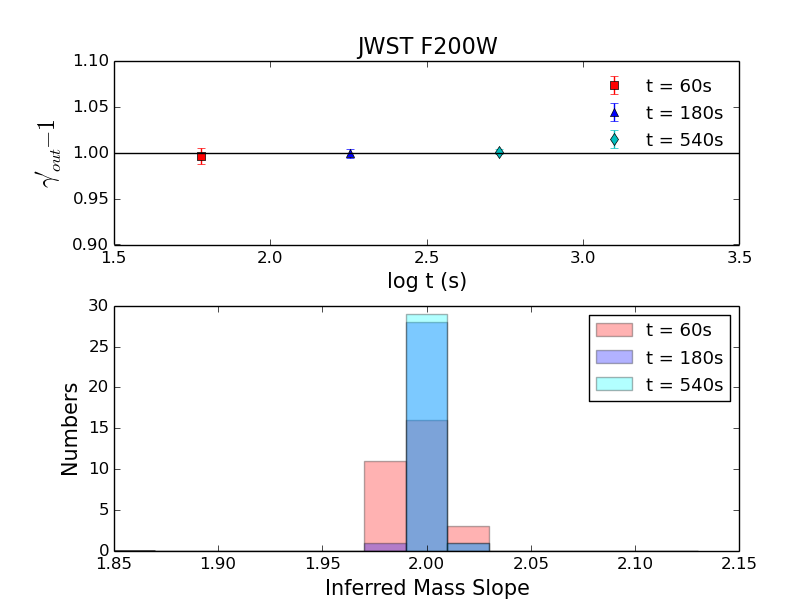 JWST F200W
1.10
1.05
1.00
0.95
0.90
γ′out−1
t = 60s
t = 180s
t = 540s
1.5 2.0 2.5 3.0 3.5
log t (s)
30
25
20
15
10
5
0
Numbers
t = 60s
t = 180s
t = 540s
1.85 1.90 1.95 2.00 2.05 2.10 2.15
Inferred Mass Slope